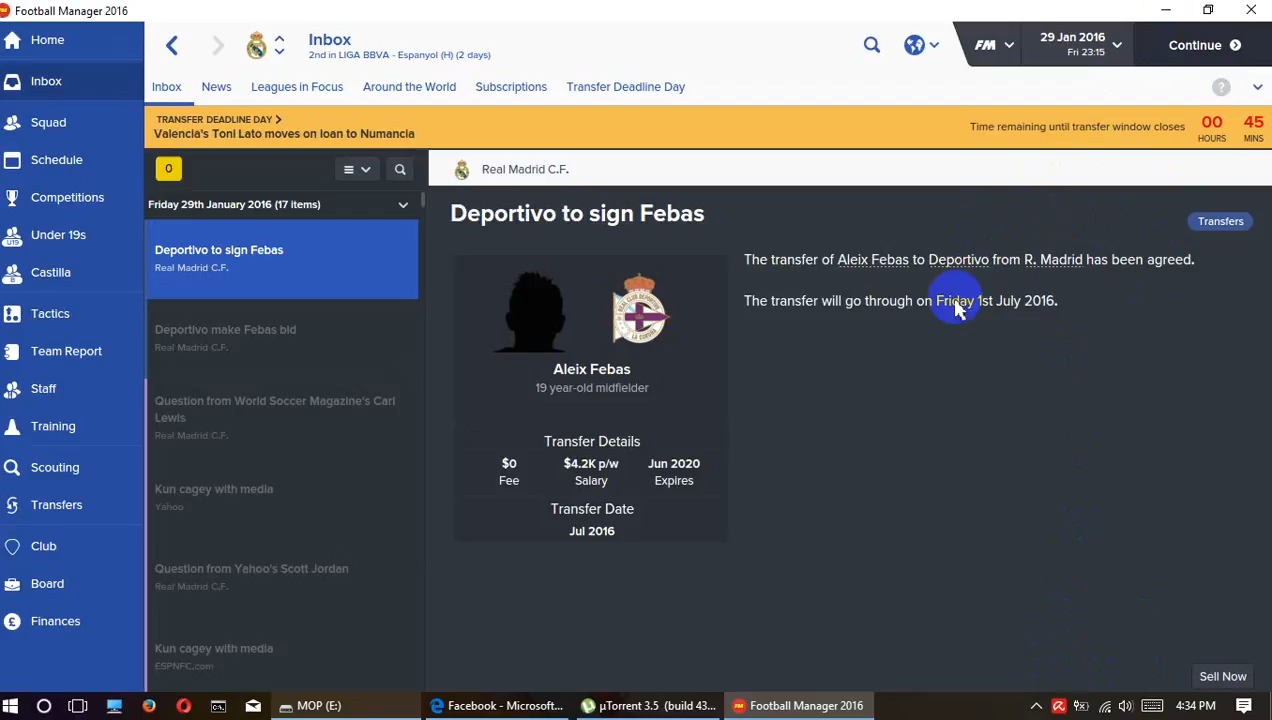 Football Manager 2016
Home
Inbox
Squad
Schedule
Competitions
U19
Under 19s
Castilla
Tactics
Team Report
Staff
Training
Scouting
Transfers
Club
Board
Finances
Inbox
2nd in LIGA BBVA - Espanyol (H) (2 days)
FM
29 Jan 2016
Fri 23:15
Continue
Inbox
News
Leagues in Focus
Around the World
Subscriptions
Transfer Deadline Day
?
TRANSFER DEADLINE DAY
Valencia's Toni Lato moves on loan to Numancia
Time remaining until transfer window closes
00
HOURS
45
MINS
0
Friday 29th January 2016 (17 items)
Deportivo to sign Febas
Real Madrid C.F.
Deportivo make Febas bid
Real Madrid C.F.
Question from World Soccer Magazine's Carl
Lewis
Real Madrid C.F.
Kun cagey with media
Yahoo
Question from Yahoo's Scott Jordan
Real Madrid C.F.
Kun cagey with media
ESPNFC.com
Real Madrid C.F.
Deportivo to sign Febas
Transfers
Aleix Febas
19 year-old midfielder
Transfer Details
$0
Fee
$4.2K p/w
Salary
Jun 2020
Expires
Transfer Date
Jul 2016
The transfer of Aleix Febas to Deportivo from R. Madrid has been agreed.
The transfer will go through on Friday 1st July 2016.
Sell Now
MOP (E:)
Facebook - Microsoft...
µTorrent 3.5 (build 43...
Football Manager 2016
4:34 PM